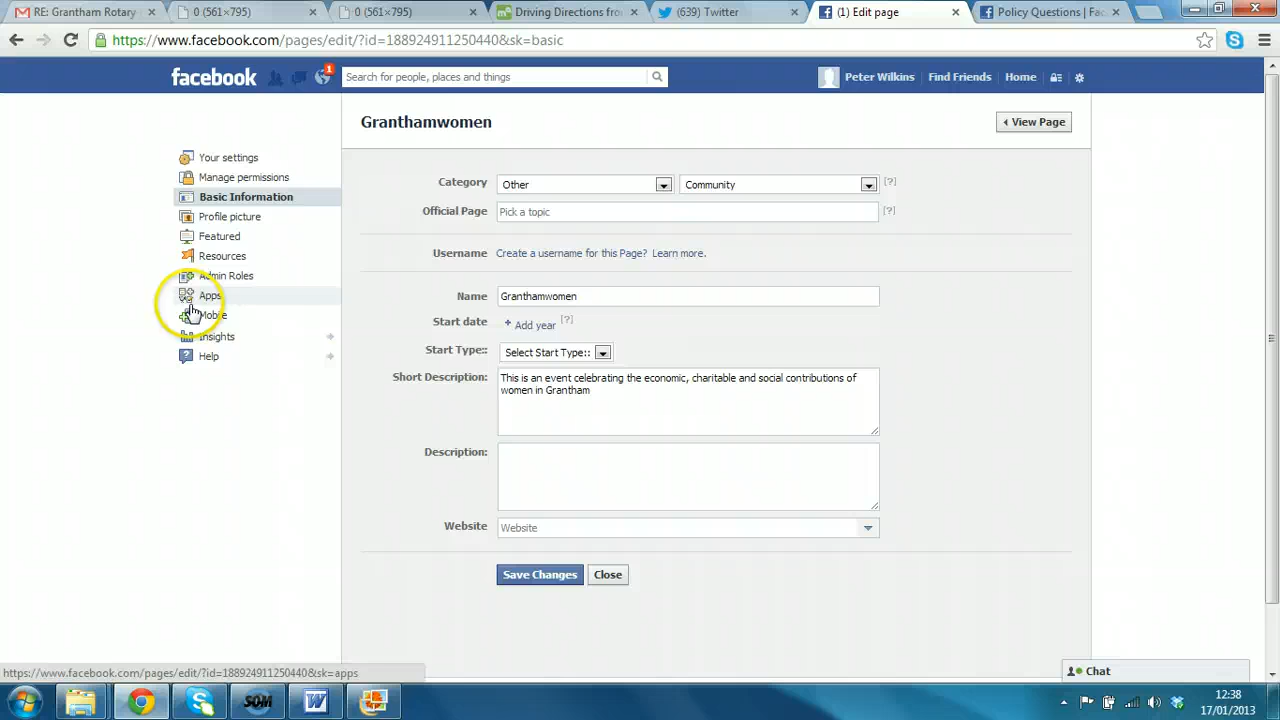 RE: Grantham Rotary
0 (561×795)
0 (561×795)
Driving Directions from
(639) Twitter
(1) Edit page
Policy Questions | Fac
https://www.facebook.com/pages/edit/?id=188924911250440&sk=basic
facebook
1
Search for people, places and things
Peter Wilkins
Find Friends
Home
Granthamwomen
View Page
Your settings
Manage permissions
Basic Information
Profile picture
Featured
Resources
Admin Roles
Apps
Mobile
Insights
Help
Category
Other
Community
[?]
Official Page
Pick a topic
[?]
Username
Create a username for this Page? Learn more.
Name
Granthamwomen
Start date
+ Add year
[?]
Start Type::
Select Start Type::
Short Description:
This is an event celebrating the economic, charitable and social contributions of
women in Grantham
Description:
Website
Website
Save Changes
Close
https://www.facebook.com/pages/edit/?id=188924911250440&sk=apps
Chat
SOM
W
12:38
17/01/2013